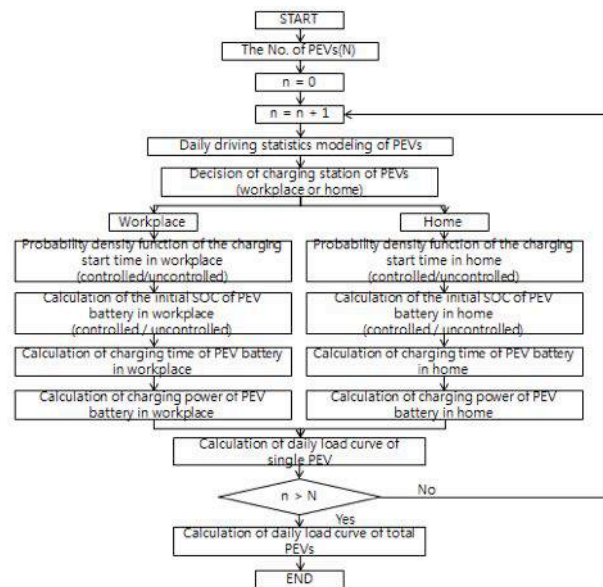 START
The No. of PEVs(N)
n = 0
n = n + 1
Daily driving statistics modeling of PEVs
Decision of charging station of PEVs
(workplace or home)
Workplace
Home
Probability density function of the charging
start time in workplace
(controlled/uncontrolled)
Probability density function of the charging
start time in home
(controlled/uncontrolled)
Calculation of the initial SOC of PEV
battery in workplace
(controlled / uncontrolled)
Calculation of the initial SOC of PEV
battery in home
(controlled / uncontrolled)
Calculation of charging time of PEV battery
in workplace
Calculation of charging time of PEV battery
in home
Calculation of charging power of PEV
battery in workplace
Calculation of charging power of PEV
battery in home
Calculation of daily load curve of
single PEV
n > N
No
Yes
Calculation of daily load curve of total
PEVs
END